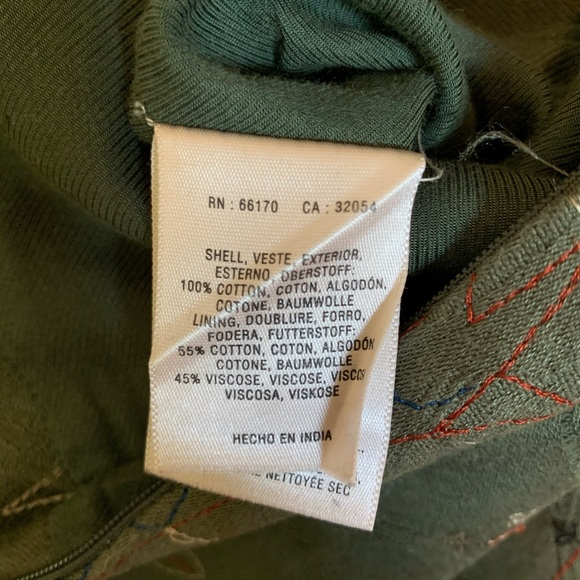 RN : 66170 CA : 32054
SHELL, VESTE, EXTERIOR,
ESTERNO, OBERSTOFF:
100% COTTON, COTON, ALGODÓN,
COTONE, BAUMWOLLE
LINING, DOUBLURE, FORRO,
FODERA, FUTTERSTOFF:
55% COTTON, COTON, ALGODÓN
COTONE, BAUMWOLLE
45% VISCOSE, VISCOSE, VISCOS
VISCOSA, VISKOSE
HECHO EN INDIA
NETTOYÉE SEC